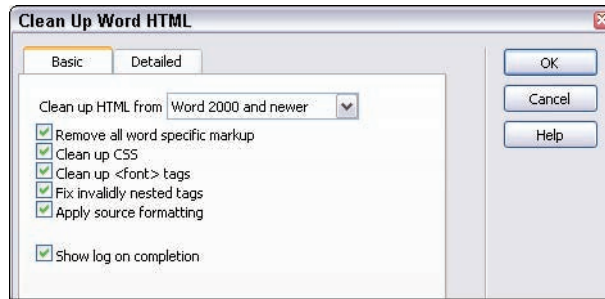 Clean Up Word HTML
Basic
Detailed
OK
Clean up HTML from Word 2000 and newer
Cancel
Remove all word specific markup
Help
Clean up CSS
Clean up <font> tags
Fix invalidly nested tags
Apply source formatting
Show log on completion